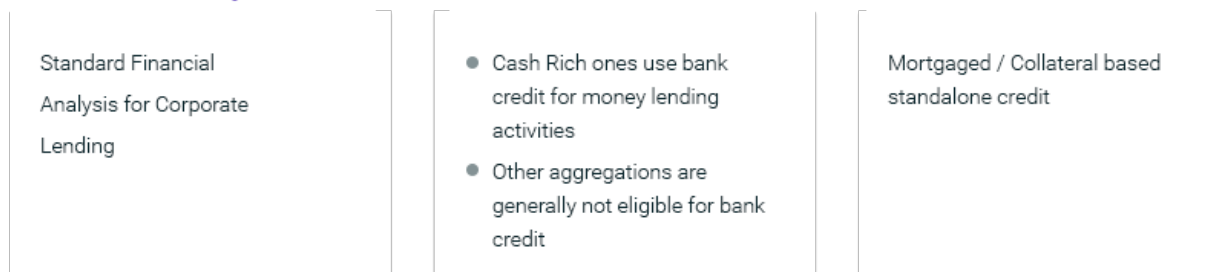 Standard Financial
Analysis for Corporate
Lending
Cash Rich ones use bank
credit for money lending
activities
Other aggregations are
generally not eligible for bank
credit
Mortgaged / Collateral based
standalone credit